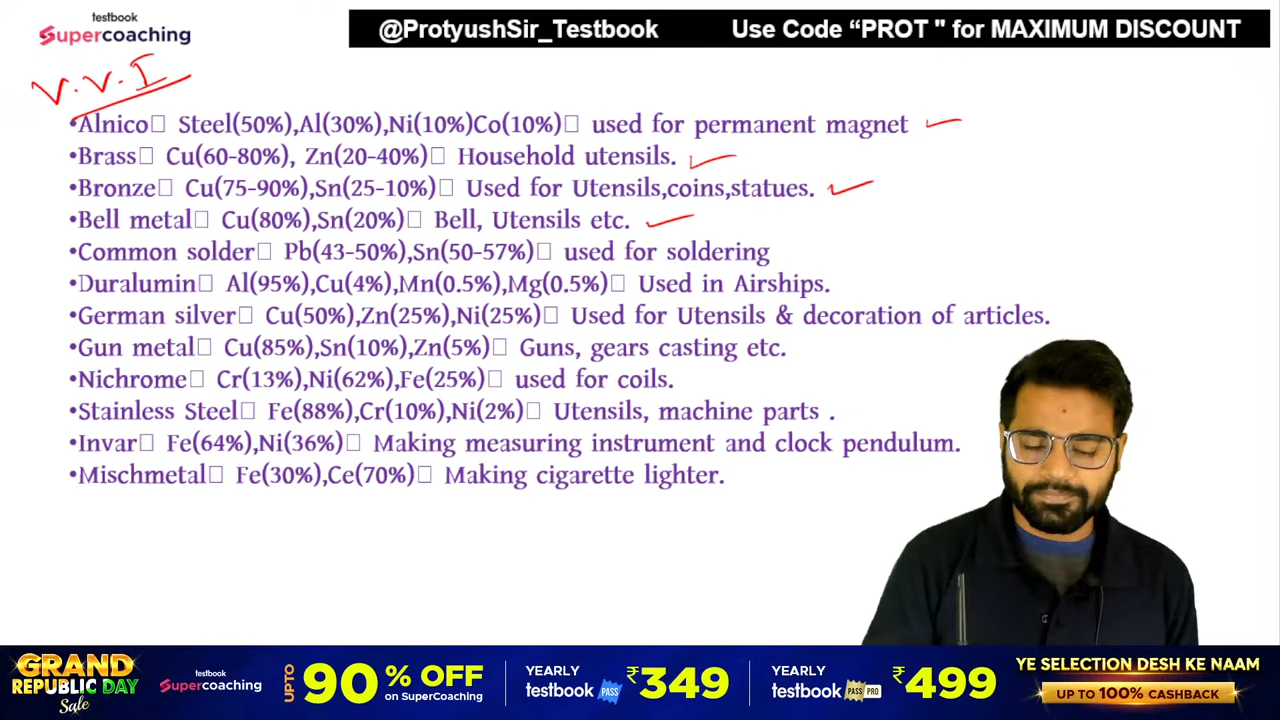 testbook
Supercoaching
@ProtyushSir_Testbook Use Code “PROT " for MAXIMUM DISCOUNT
V.V.I
•Alnico□ Steel(50%),Al(30%),Ni(10%)Co(10%)□ used for permanent magnet
•Brass□ Cu(60-80%), Zn(20-40%)□ Household utensils.
•Bronze□ Cu(75-90%),Sn(25-10%)□ Used for Utensils,coins,statues.
•Bell metal□ Cu(80%),Sn(20%)□ Bell, Utensils etc.
•Common solder□ Pb(43-50%),Sn(50-57%)□ used for soldering
•Duralumin□ Al(95%),Cu(4%),Mn(0.5%),Mg(0.5%)□ Used in Airships.
•German silver□ Cu(50%),Zn(25%),Ni(25%)□ Used for Utensils & decoration of articles.
•Gun metal□ Cu(85%),Sn(10%),Zn(5%)□ Guns, gears casting etc.
•Nichrome□ Cr(13%),Ni(62%),Fe(25%)□ used for coils.
•Stainless Steel□ Fe(88%),Cr(10%),Ni(2%)□ Utensils, machine parts .
•Invar□ Fe(64%),Ni(36%)□ Making measuring instrument and clock pendulum.
•Mischmetal□ Fe(30%),Ce(70%)□ Making cigarette lighter.
GRAND
REPUBLIC DAY
Sale
testbook
Supercoaching
UPTO 90% OFF
on SuperCoaching
YEARLY
testbook PASS ₹349
YEARLY
testbook PASS PRO ₹499
YE SELECTION DESH KE NAAM
UP TO 100% CASHBACK